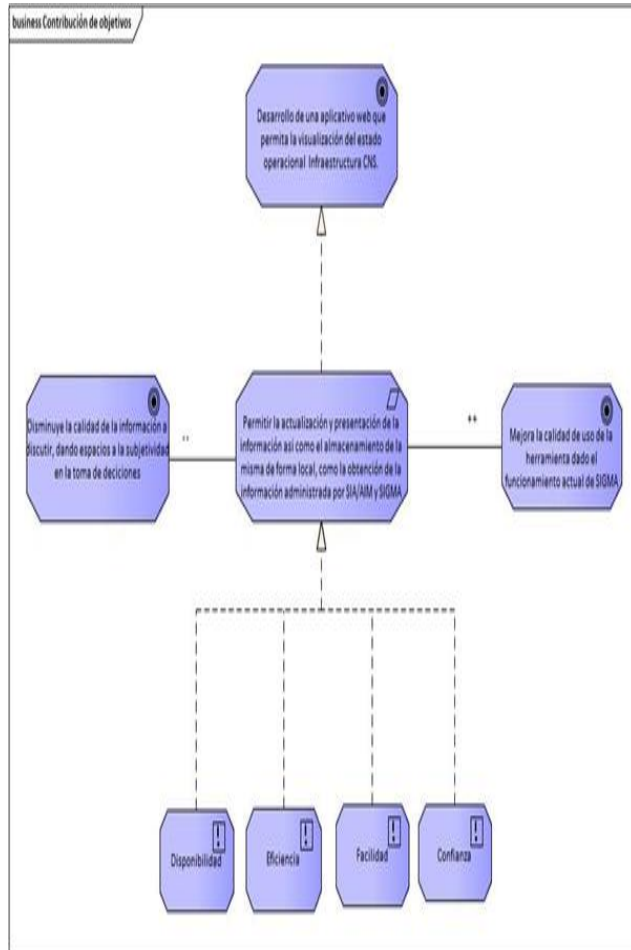 business Contribución de objetivos
Desarrollo de una aplicativo web que
permita la visualización del estado
operacional Infraestructura CNS.
Disminuye la calidad de la información a
discutir, dando espacios a la subjetividad
en la toma de deciciones
--
Permitir la actualización y presentación de la
información asi como el almacenamiento de la
misma de forma local, como la obtención de la
información administrada por SIA/AIM y SIGMA
++
Mejora la calidad de uso de la
herramienta dado el
funcionamiento actual de SIGMA
Disponibilidad
Eficiencia
Facilidad
Confianza